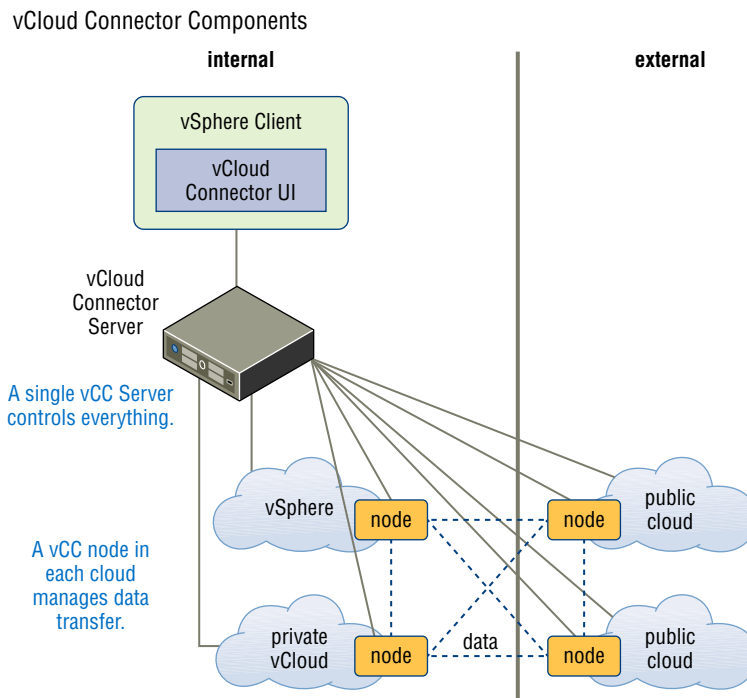 vCloud Connector Components
internal
external
vSphere Client
vCloud
Connector UI
vCloud
Connector
Server
A single vCC Server
controls everything.
vSphere
node
node
public
cloud
A vCC node in
each cloud
manages data
transfer.
private
vCloud
node
data
node
public
cloud